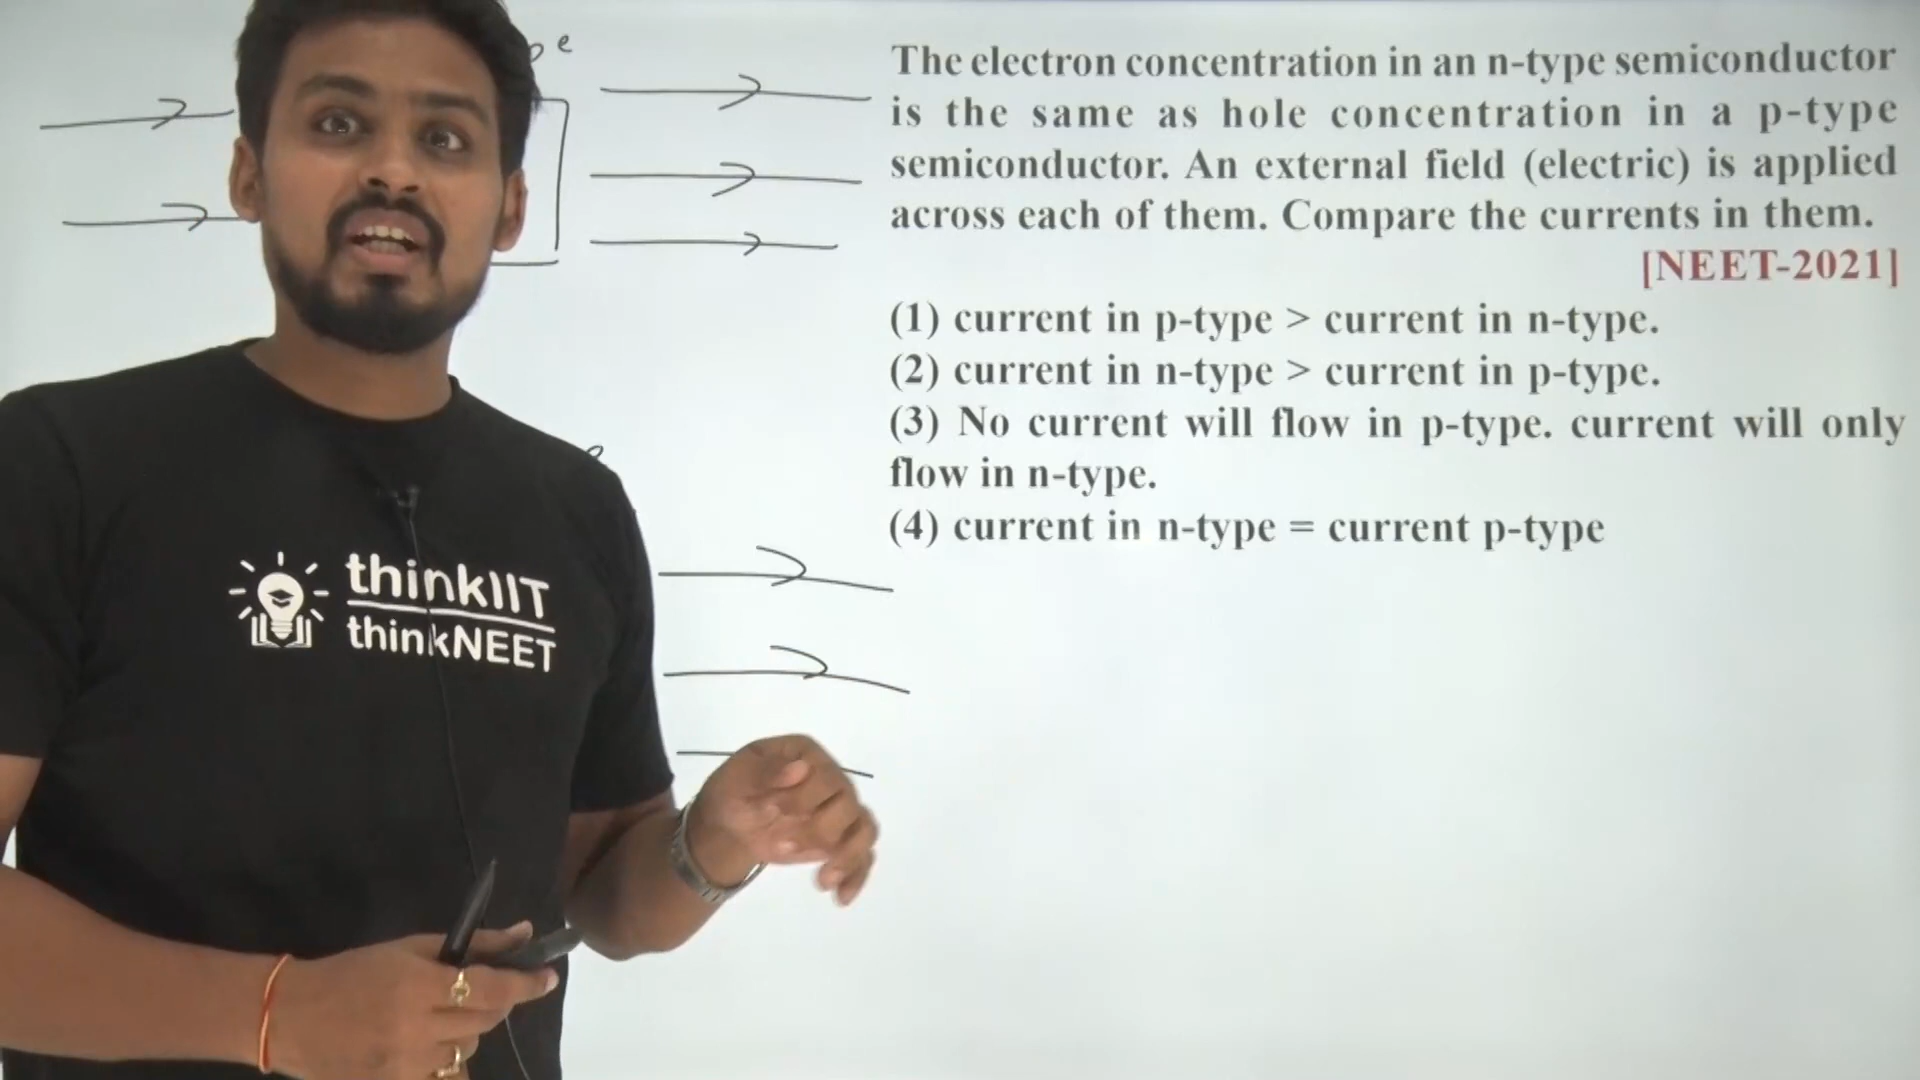 The electron concentration in an n-type semiconductor
is the same as hole concentration in a p-type
semiconductor. An external field (electric) is applied
across each of them. Compare the currents in them.
[NEET-2021]
(1) current in p-type > current in n-type.
(2) current in n-type > current in p-type.
(3) No current will flow in p-type. current will only
flow in n-type.
(4) current in n-type = current p-type
thinkIIT
thinkNEET